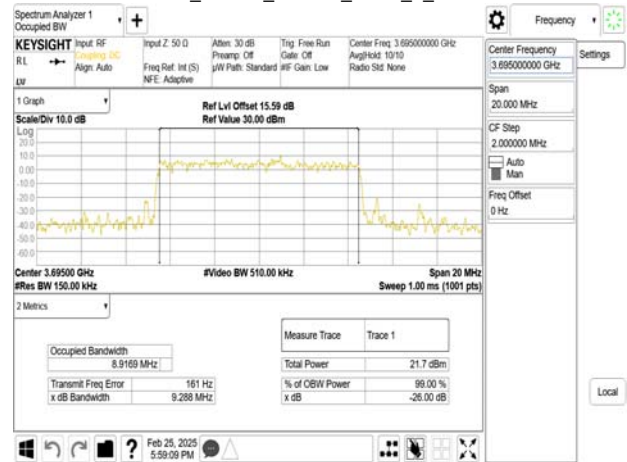 Spectrum Analyzer 1
Occupied BW
+
Frequency
KEYSIGHT
Input: RF
Input Z: 50 Ω
Atten: 30 dB
Trig: Free Run
Center Freq: 3.695000000 GHz
RL
Coupling: DC
Preamp: Off
Gate: Off
Avg|Hold: 10/10
Align: Auto
Freq Ref: Int (S)
µW Path: Standard
#IF Gain: Low
Radio Std: None
LV
NFE: Adaptive
Center Frequency
3.695000000 GHz
Settings
Span
20.000 MHz
CF Step
2.000000 MHz
Auto
Man
Freq Offset
0 Hz
1 Graph
Ref Lvl Offset 15.59 dB
Scale/Div 10.0 dB
Ref Value 30.00 dBm
Log
20.0
10.0
0.00
-10.0
-20.0
-30.0
-40.0
-50.0
-60.0
Center 3.69500 GHz
#Video BW 510.00 kHz
Span 20 MHz
#Res BW 150.00 kHz
Sweep 1.00 ms (1001 pts)
2 Metrics
Measure Trace
Trace 1
Occupied Bandwidth
8.9169 MHz
Total Power
21.7 dBm
Transmit Freq Error
161 Hz
% of OBW Power
99.00 %
x dB Bandwidth
9.288 MHz
x dB
-26.00 dB
Local
?
Feb 25, 2025
5:59:09 PM